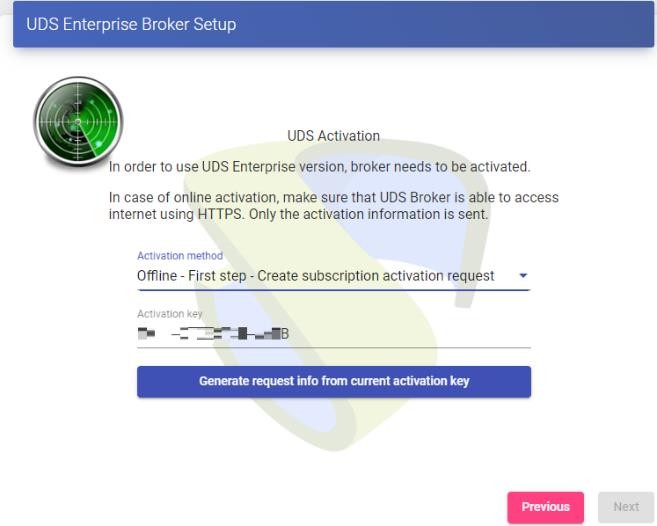 UDS Enterprise Broker Setup
UDS Activation
In order to use UDS Enterprise version, broker needs to be activated.
In case of online activation, make sure that UDS Broker is able to access
internet using HTTPS. Only the activation information is sent.
Activation method
Offline - First step - Create subscription activation request
Activation key
B
Generate request info from current activation key
Previous
Next